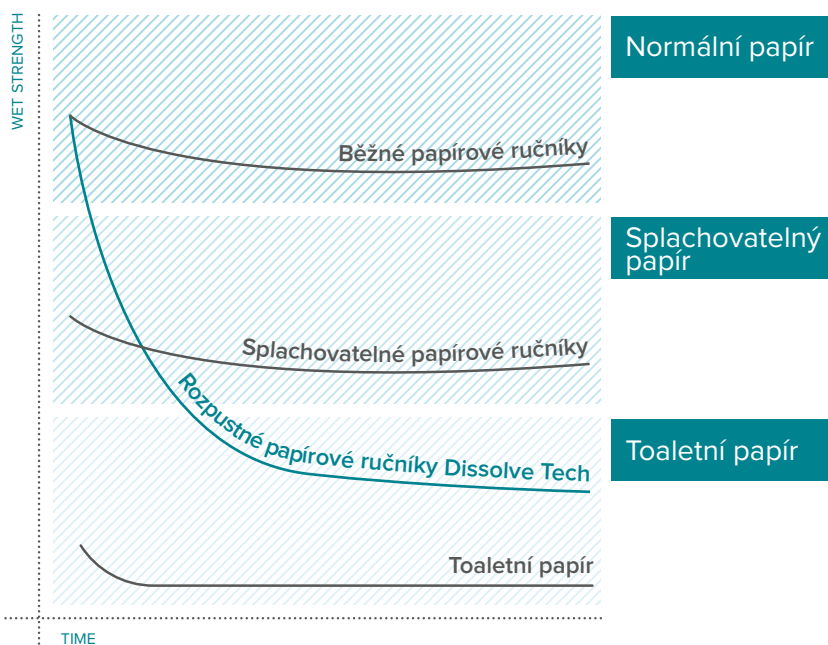 WET STRENGTH
Normální papír
Běžné papírové ručníky
Splachovatelný
papír
Splachovatelné papírové ručníky
Rozpustné papírové ručníky Dissolve Tech
Toaletní papír
Toaletní papír
TIME